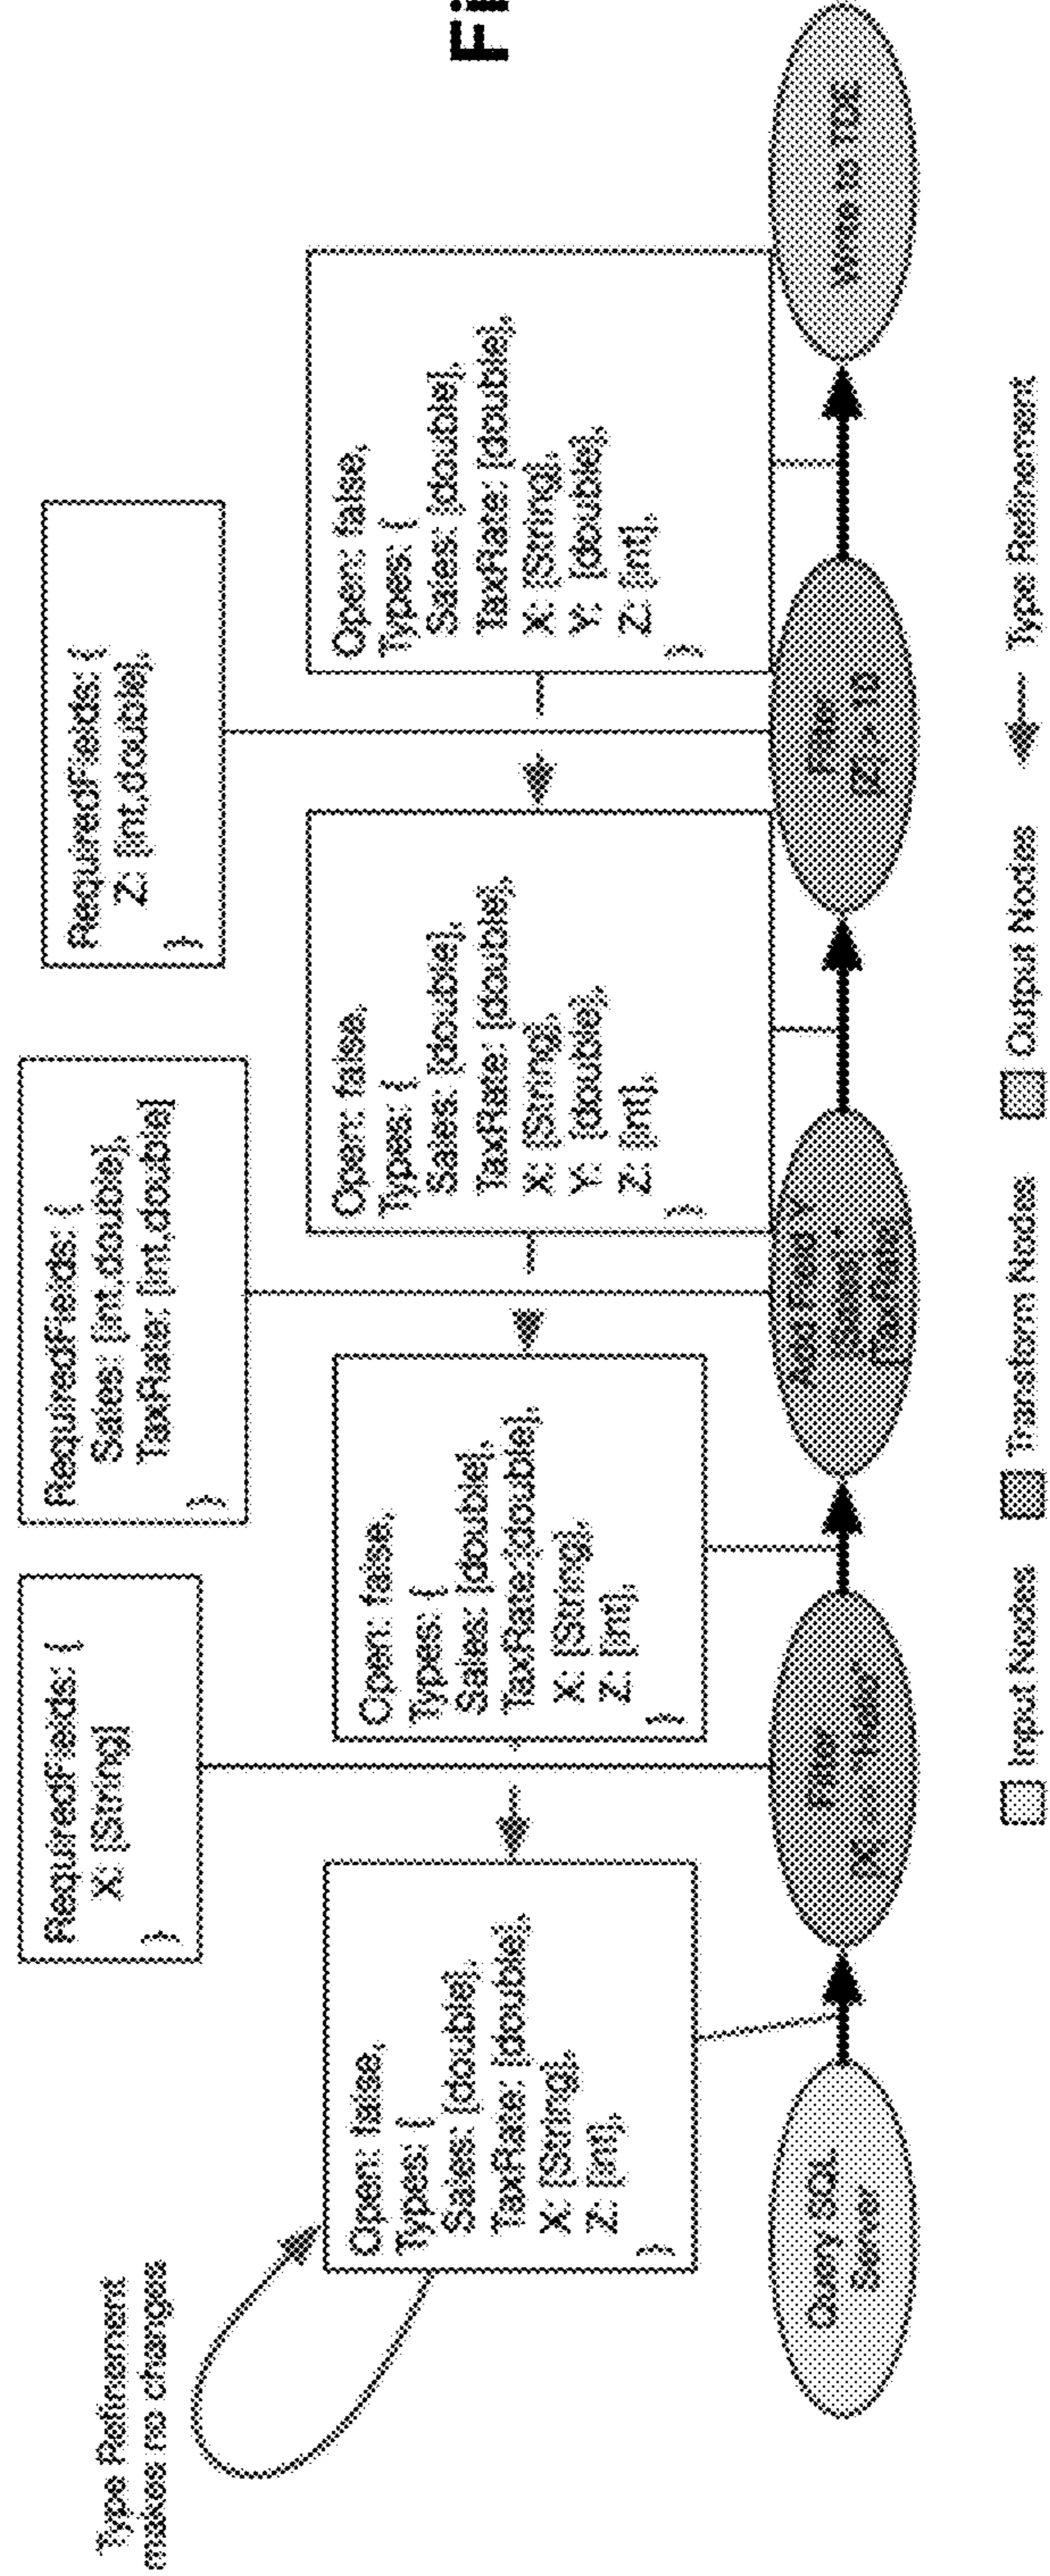 Fi
Type Refinement
makes no changes
RequiredFields: {
X: [String]
}
RequiredFields: {
Sales: [int,double],
TaxRate: [int,double]
}
RequiredFields: {
Z: [int,double],
}
Open: false,
Types: {
Sales: [double],
TaxRate: [double],
X: [String],
Z: [int],
}
Open: false,
Types: {
Sales: [double],
TaxRate:[double],
X: [String],
Z: [int],
}
Open: false,
Types: {
Sales: [double],
TaxRate: [double],
X: [String],
Y: [double],
Z: [int],
}
Open: false,
Types: {
Sales: [double],
TaxRate: [double],
X: [String],
Y: [double],
Z: [int],
}
Query SQL
Server
Filter
Add Field Y
TaxRate]
Filter
[Z > 10
Write to TDE
Input Nodes
Transform Nodes
Output Nodes
Type Refinement